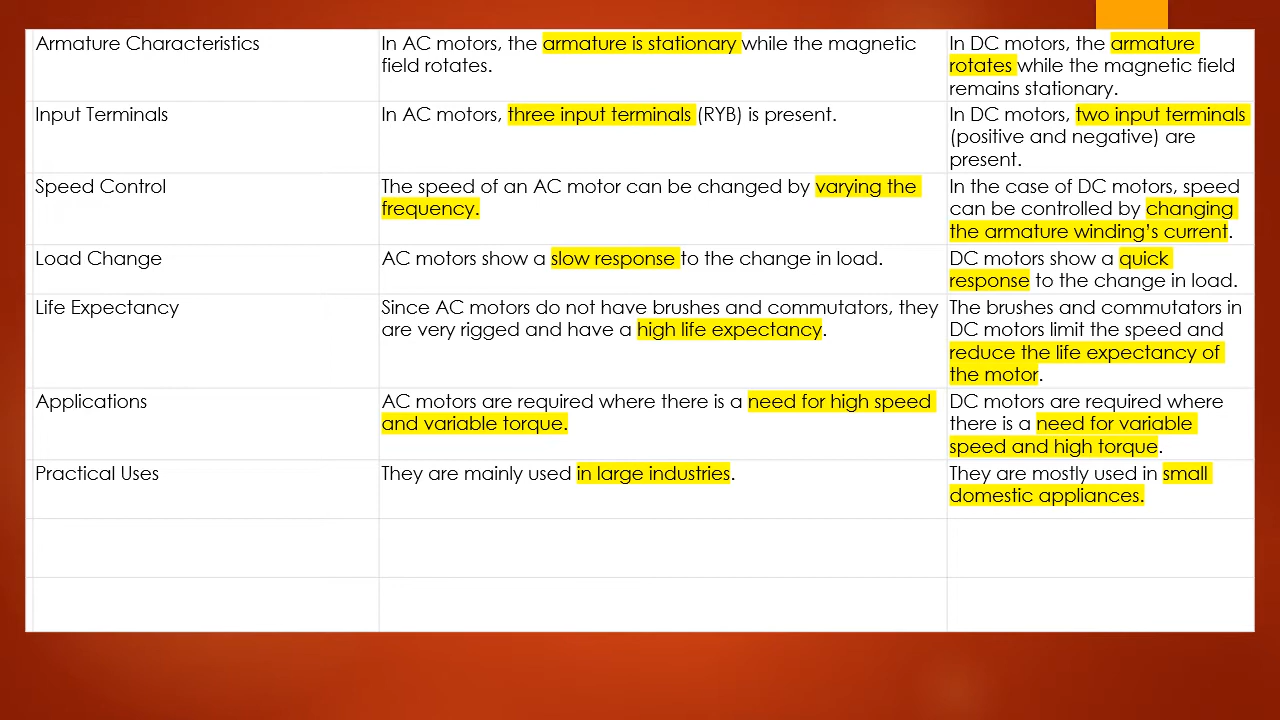 Armature Characteristics
In AC motors, the armature is stationary while the magnetic
field rotates.
In DC motors, the armature
rotates while the magnetic field
remains stationary.
Input Terminals
In AC motors, three input terminals (RYB) is present.
In DC motors, two input terminals
(positive and negative) are
present.
Speed Control
The speed of an AC motor can be changed by varying the
frequency.
In the case of DC motors, speed
can be controlled by changing
the armature winding’s current.
Load Change
AC motors show a slow response to the change in load.
DC motors show a quick
response to the change in load.
Life Expectancy
Since AC motors do not have brushes and commutators, they
are very rigged and have a high life expectancy.
The brushes and commutators in
DC motors limit the speed and
reduce the life expectancy of
the motor.
Applications
AC motors are required where there is a need for high speed
and variable torque.
DC motors are required where
there is a need for variable
speed and high torque.
Practical Uses
They are mainly used in large industries.
They are mostly used in small
domestic appliances.